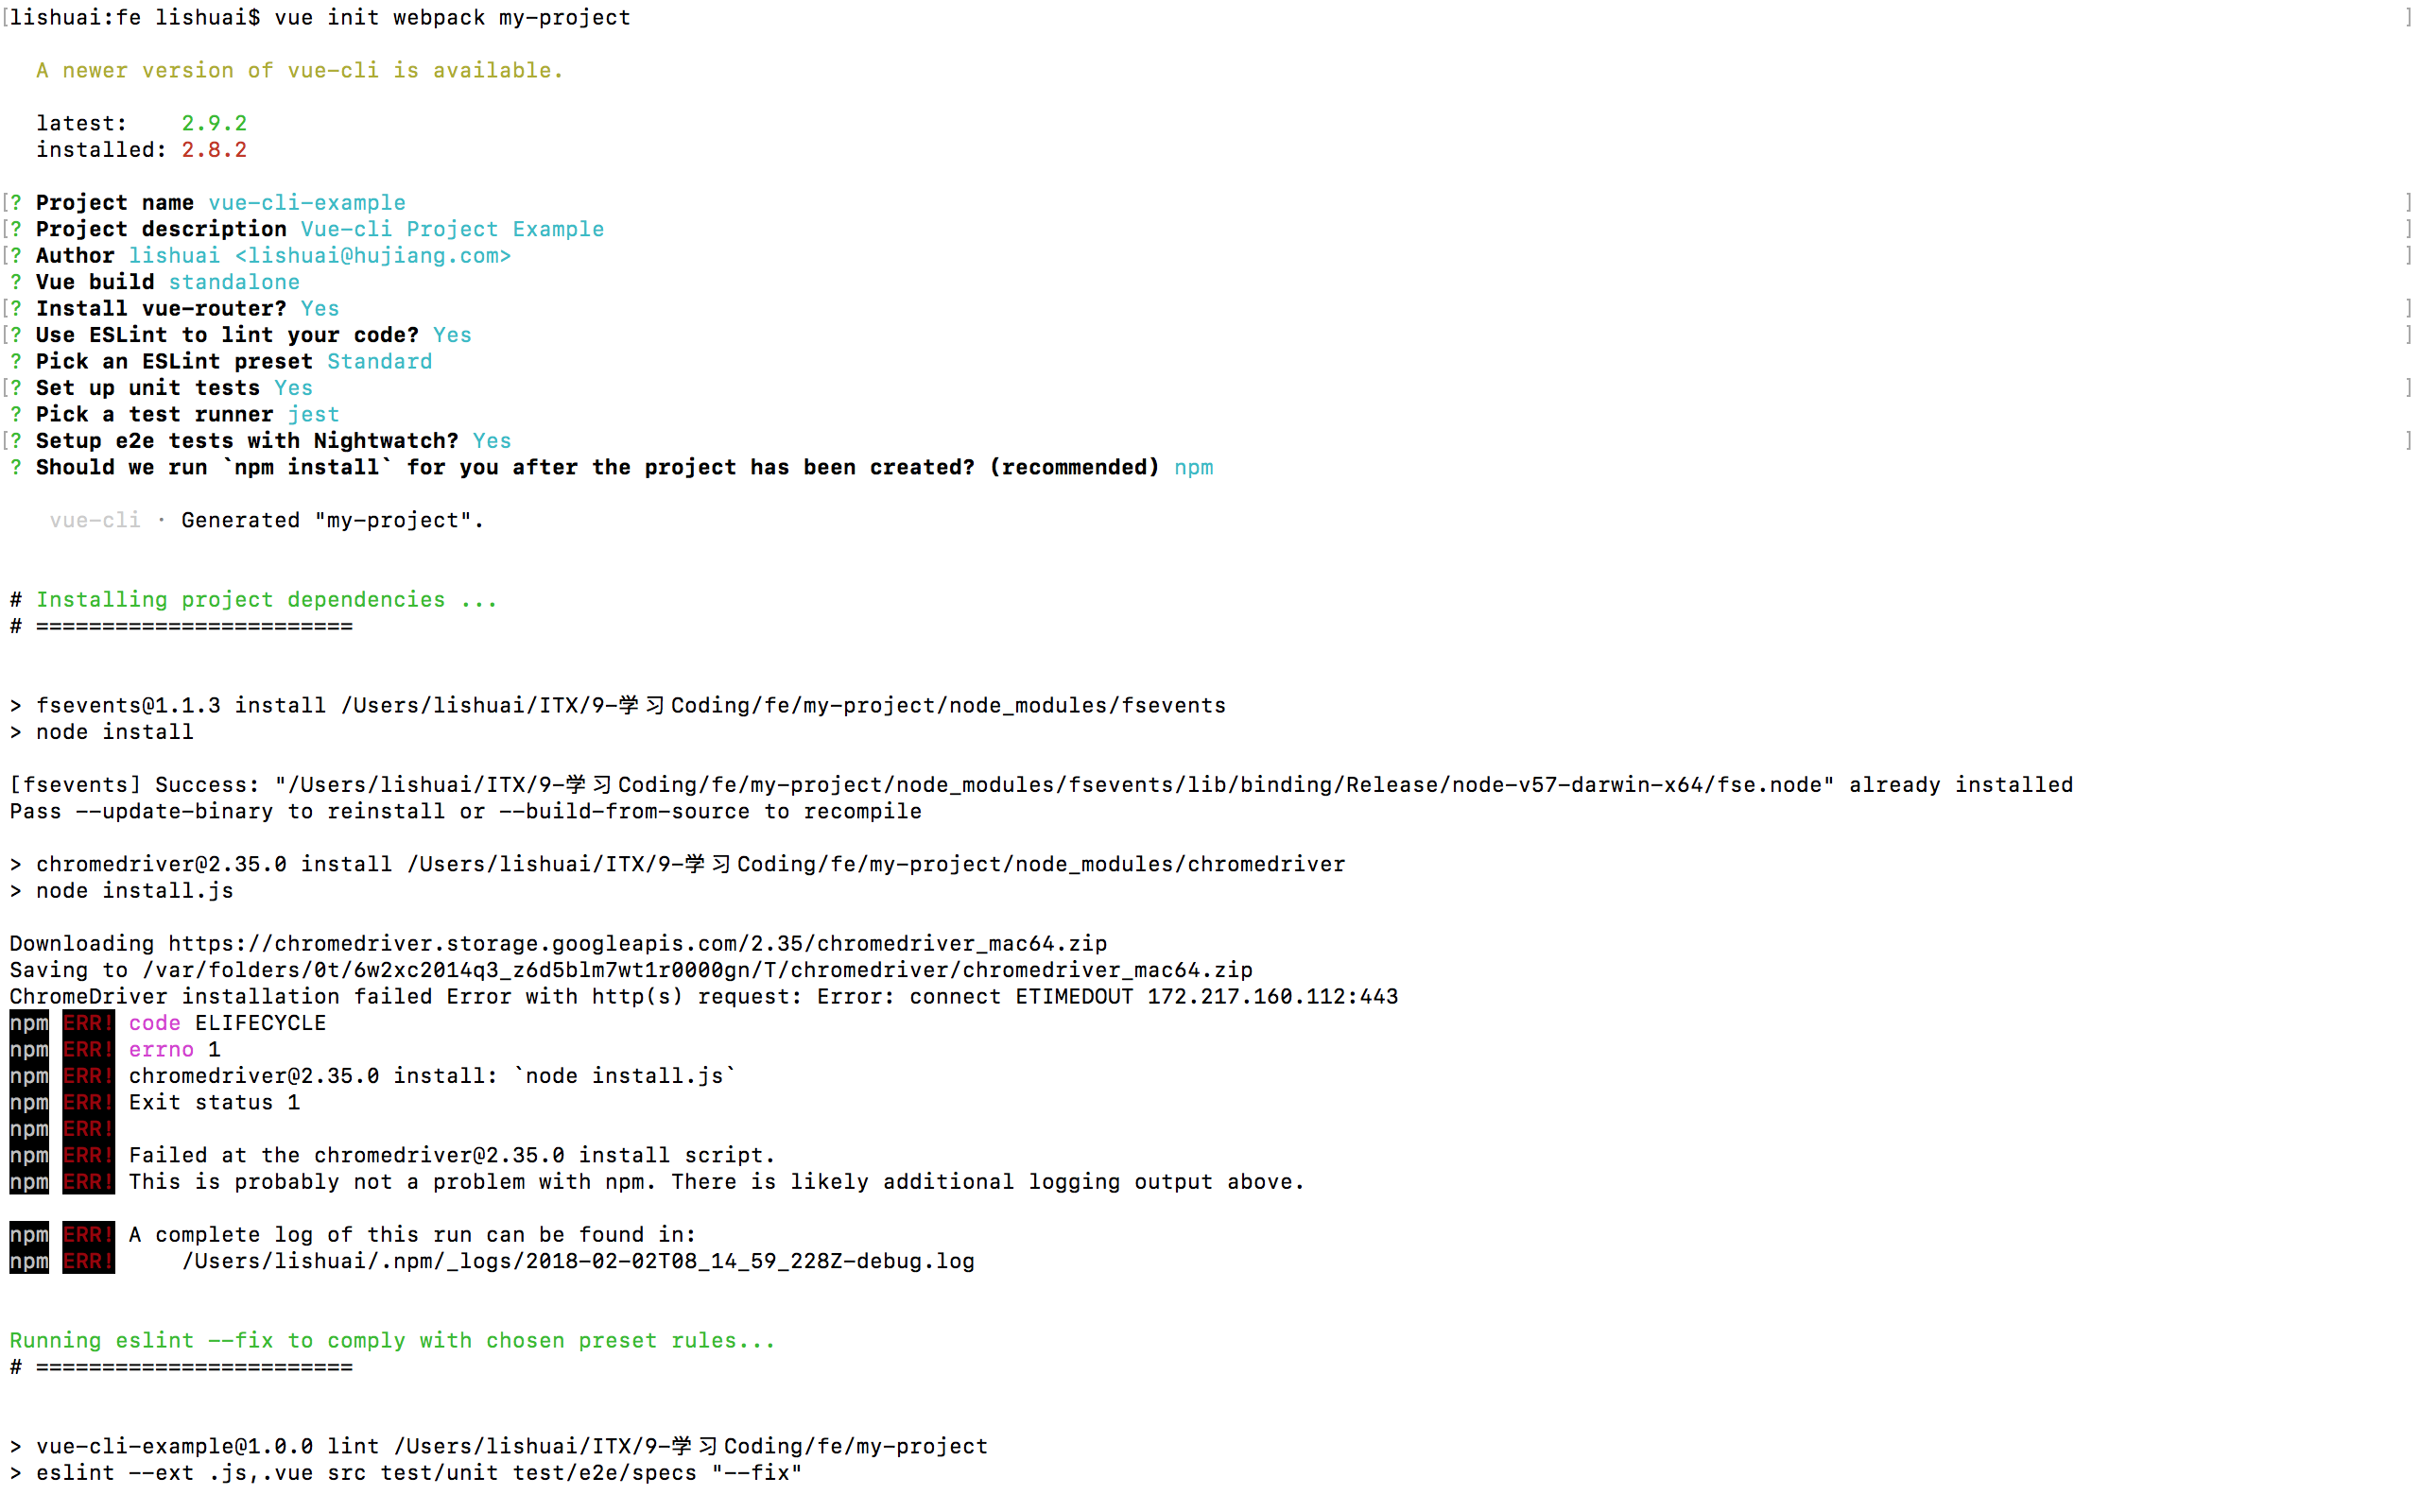 [lishuai:fe lishuai$ vue init webpack my-project ]
A newer version of vue-cli is available.
latest: 2.9.2
installed: 2.8.2
[? Project name vue-cli-example ]
[? Project description Vue-cli Project Example ]
[? Author lishuai <lishuai@hujiang.com> ]
? Vue build standalone
[? Install vue-router? Yes ]
[? Use ESLint to lint your code? Yes ]
? Pick an ESLint preset Standard
[? Set up unit tests Yes ]
? Pick a test runner jest
[? Setup e2e tests with Nightwatch? Yes ]
? Should we run `npm install` for you after the project has been created? (recommended) npm
vue-cli · Generated "my-project".
# Installing project dependencies ...
# ========================
> fsevents@1.1.3 install /Users/lishuai/ITX/9-学习Coding/fe/my-project/node_modules/fsevents
> node install
[fsevents] Success: "/Users/lishuai/ITX/9-学习Coding/fe/my-project/node_modules/fsevents/lib/binding/Release/node-v57-darwin-x64/fse.node" already installed
Pass --update-binary to reinstall or --build-from-source to recompile
> chromedriver@2.35.0 install /Users/lishuai/ITX/9-学习Coding/fe/my-project/node_modules/chromedriver
> node install.js
Downloading https://chromedriver.storage.googleapis.com/2.35/chromedriver_mac64.zip
Saving to /var/folders/0t/6w2xc2014q3_z6d5blm7wt1r0000gn/T/chromedriver/chromedriver_mac64.zip
ChromeDriver installation failed Error with http(s) request: Error: connect ETIMEDOUT 172.217.160.112:443
npm ERR! code ELIFECYCLE
npm ERR! errno 1
npm ERR! chromedriver@2.35.0 install: `node install.js`
npm ERR! Exit status 1
npm ERR!
npm ERR! Failed at the chromedriver@2.35.0 install script.
npm ERR! This is probably not a problem with npm. There is likely additional logging output above.
npm ERR! A complete log of this run can be found in:
npm ERR! /Users/lishuai/.npm/_logs/2018-02-02T08_14_59_228Z-debug.log
Running eslint --fix to comply with chosen preset rules...
# ========================
> vue-cli-example@1.0.0 lint /Users/lishuai/ITX/9-学习Coding/fe/my-project
> eslint --ext .js,.vue src test/unit test/e2e/specs "--fix"